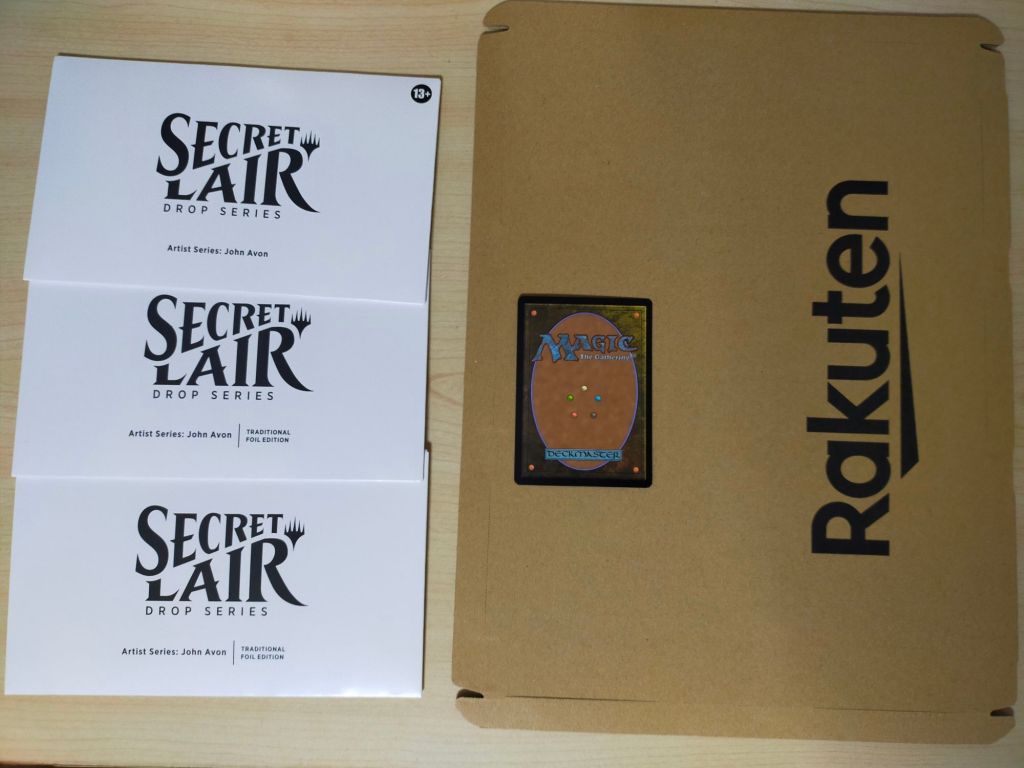 13+
SECRET
LAIR
DROP SERIES
Artist Series: John Avon
SECRET
LAIR
DROP SERIES
Artist Series: John Avon | TRADITIONAL
FOIL EDITION
SECRET
LAIR
DROP SERIES
Artist Series: John Avon | TRADITIONAL
FOIL EDITION
MAGIC
The Gathering
DECKMASTER
Rakuten